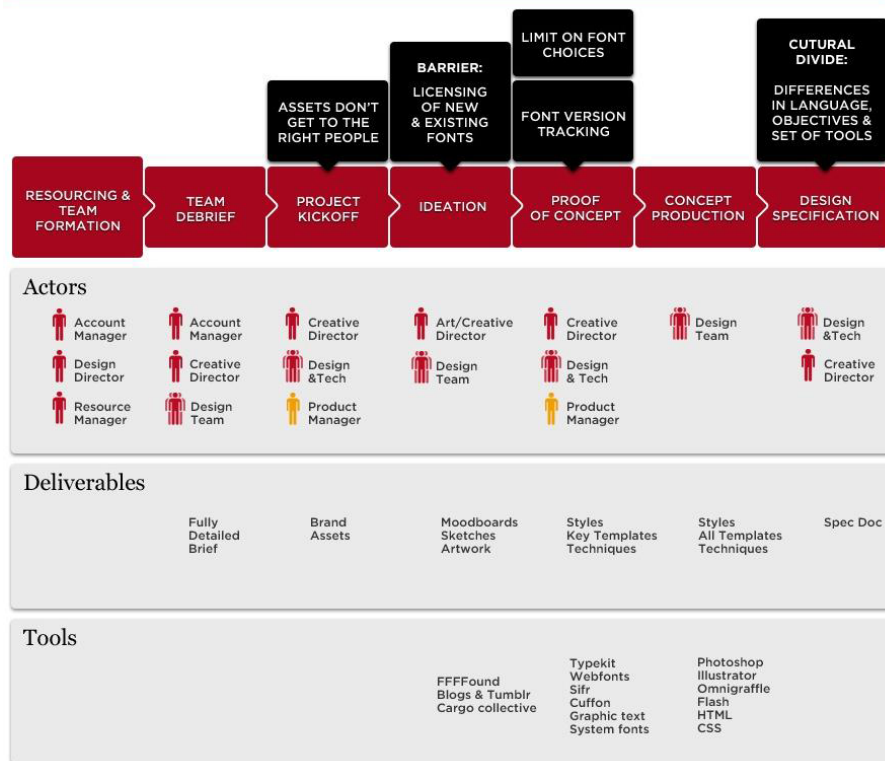 LIMIT ON FONT
CHOICES
CUTURAL
DIVIDE:
DIFFERENCES
IN LANGUAGE,
OBJECTIVES &
SET OF TOOLS
BARRIER:
LICENSING
OF NEW
& EXISTING
FONTS
ASSETS DON'T
GET TO THE
RIGHT PEOPLE
FONT VERSION
TRACKING
RESOURCING &
TEAM
FORMATION
TEAM
DEBRIEF
PROJECT
KICKOFF
IDEATION
PROOF
OF CONCEPT
CONCEPT
PRODUCTION
DESIGN
SPECIFICATION
Actors
Account
Manager
Design
Director
Resource
Manager
Account
Manager
Creative
Director
Design
Team
Creative
Director
Design
&Tech
Product
Manager
Art/Creative
Director
Design
Team
Creative
Director
Design
& Tech
Product
Manager
Design
Team
Design
&Tech
Creative
Director
Deliverables
Fully
Detailed
Brief
Brand
Assets
Moodboards
Sketches
Artwork
Styles
Key Templates
Techniques
Styles
All Templates
Techniques
Spec Doc
Tools
FFFFound
Blogs & Tumblr
Cargo collective
Typekit
Webfonts
Sifr
Cuffon
Graphic text
System fonts
Photoshop
Illustrator
Omnigraffle
Flash
HTML
CSS